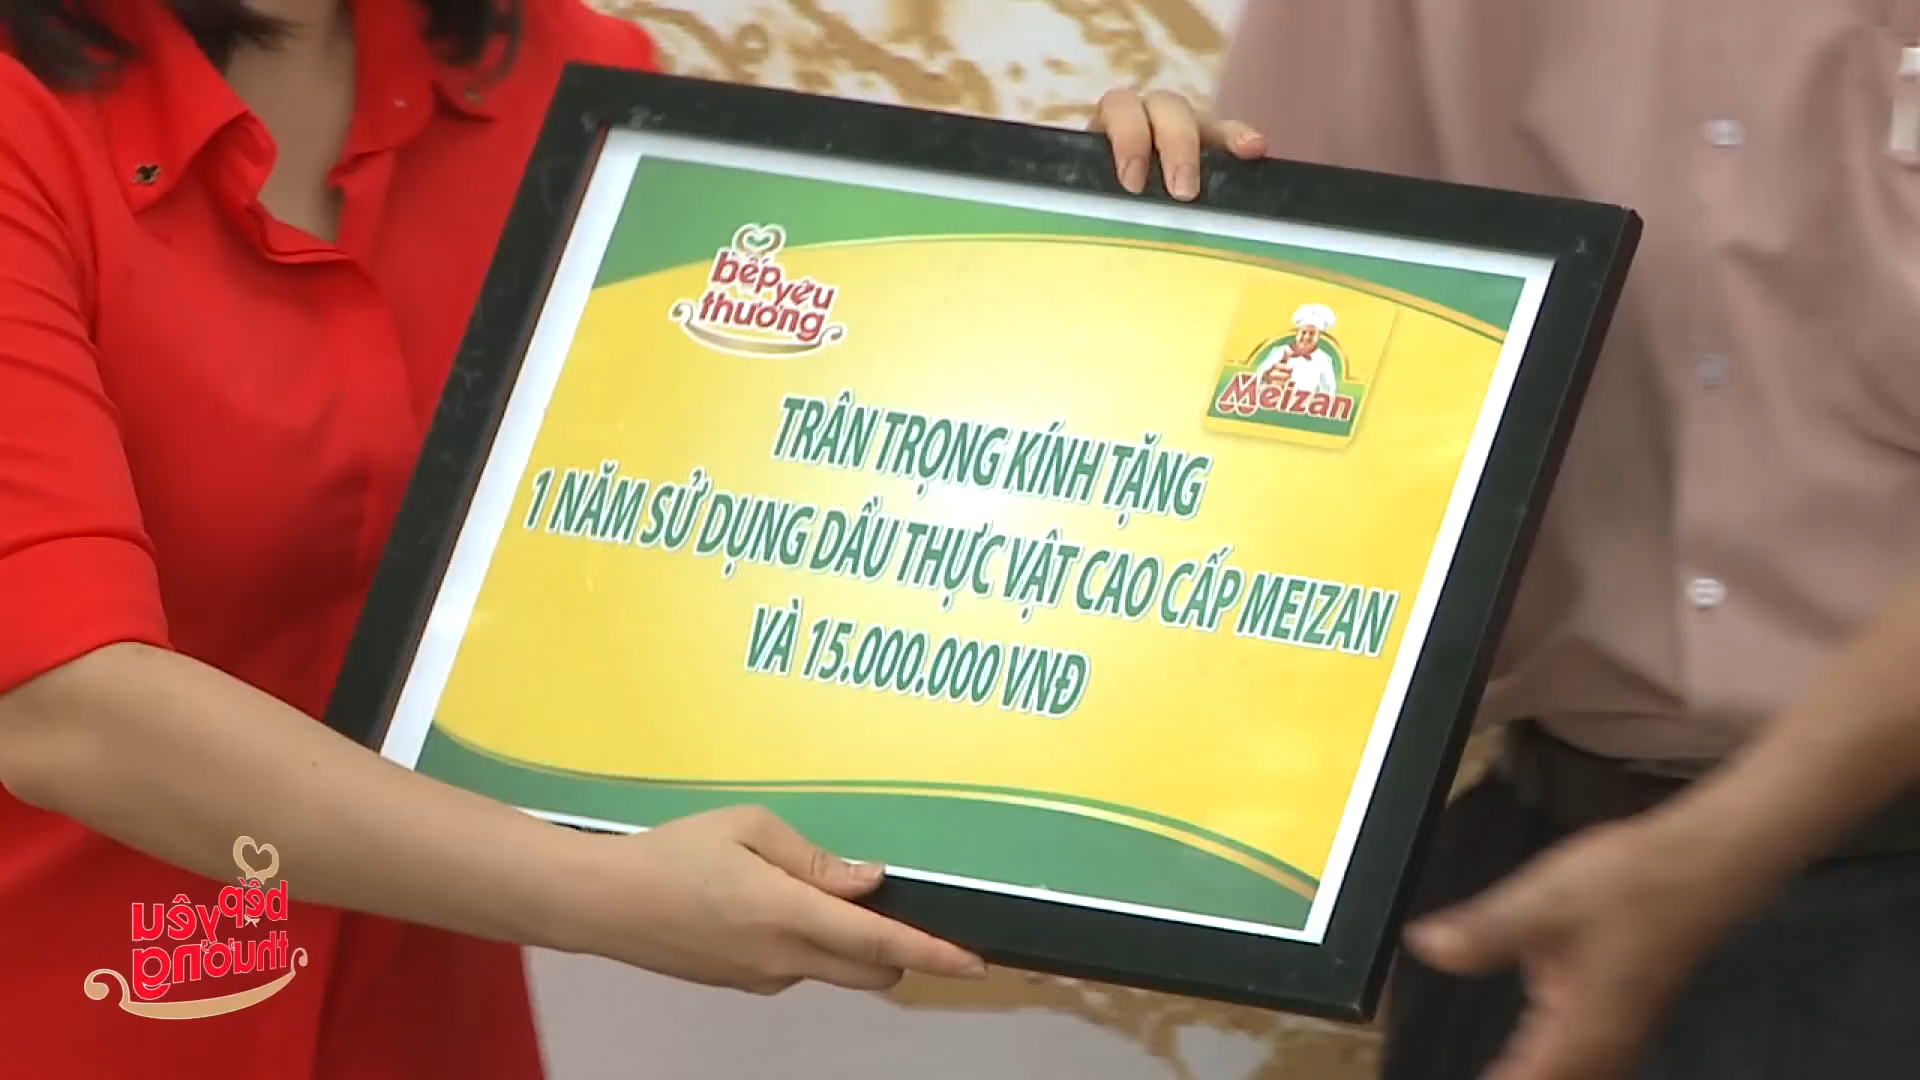 bếp yêu
thương
Meizan
TRÂN TRỌNG KÍNH TẶNG
1 NĂM SỬ DỤNG DẦU THỰC VẬT CAO CẤP MEIZAN
VÀ 15.000.000 VNĐ
bếp yêu
thương